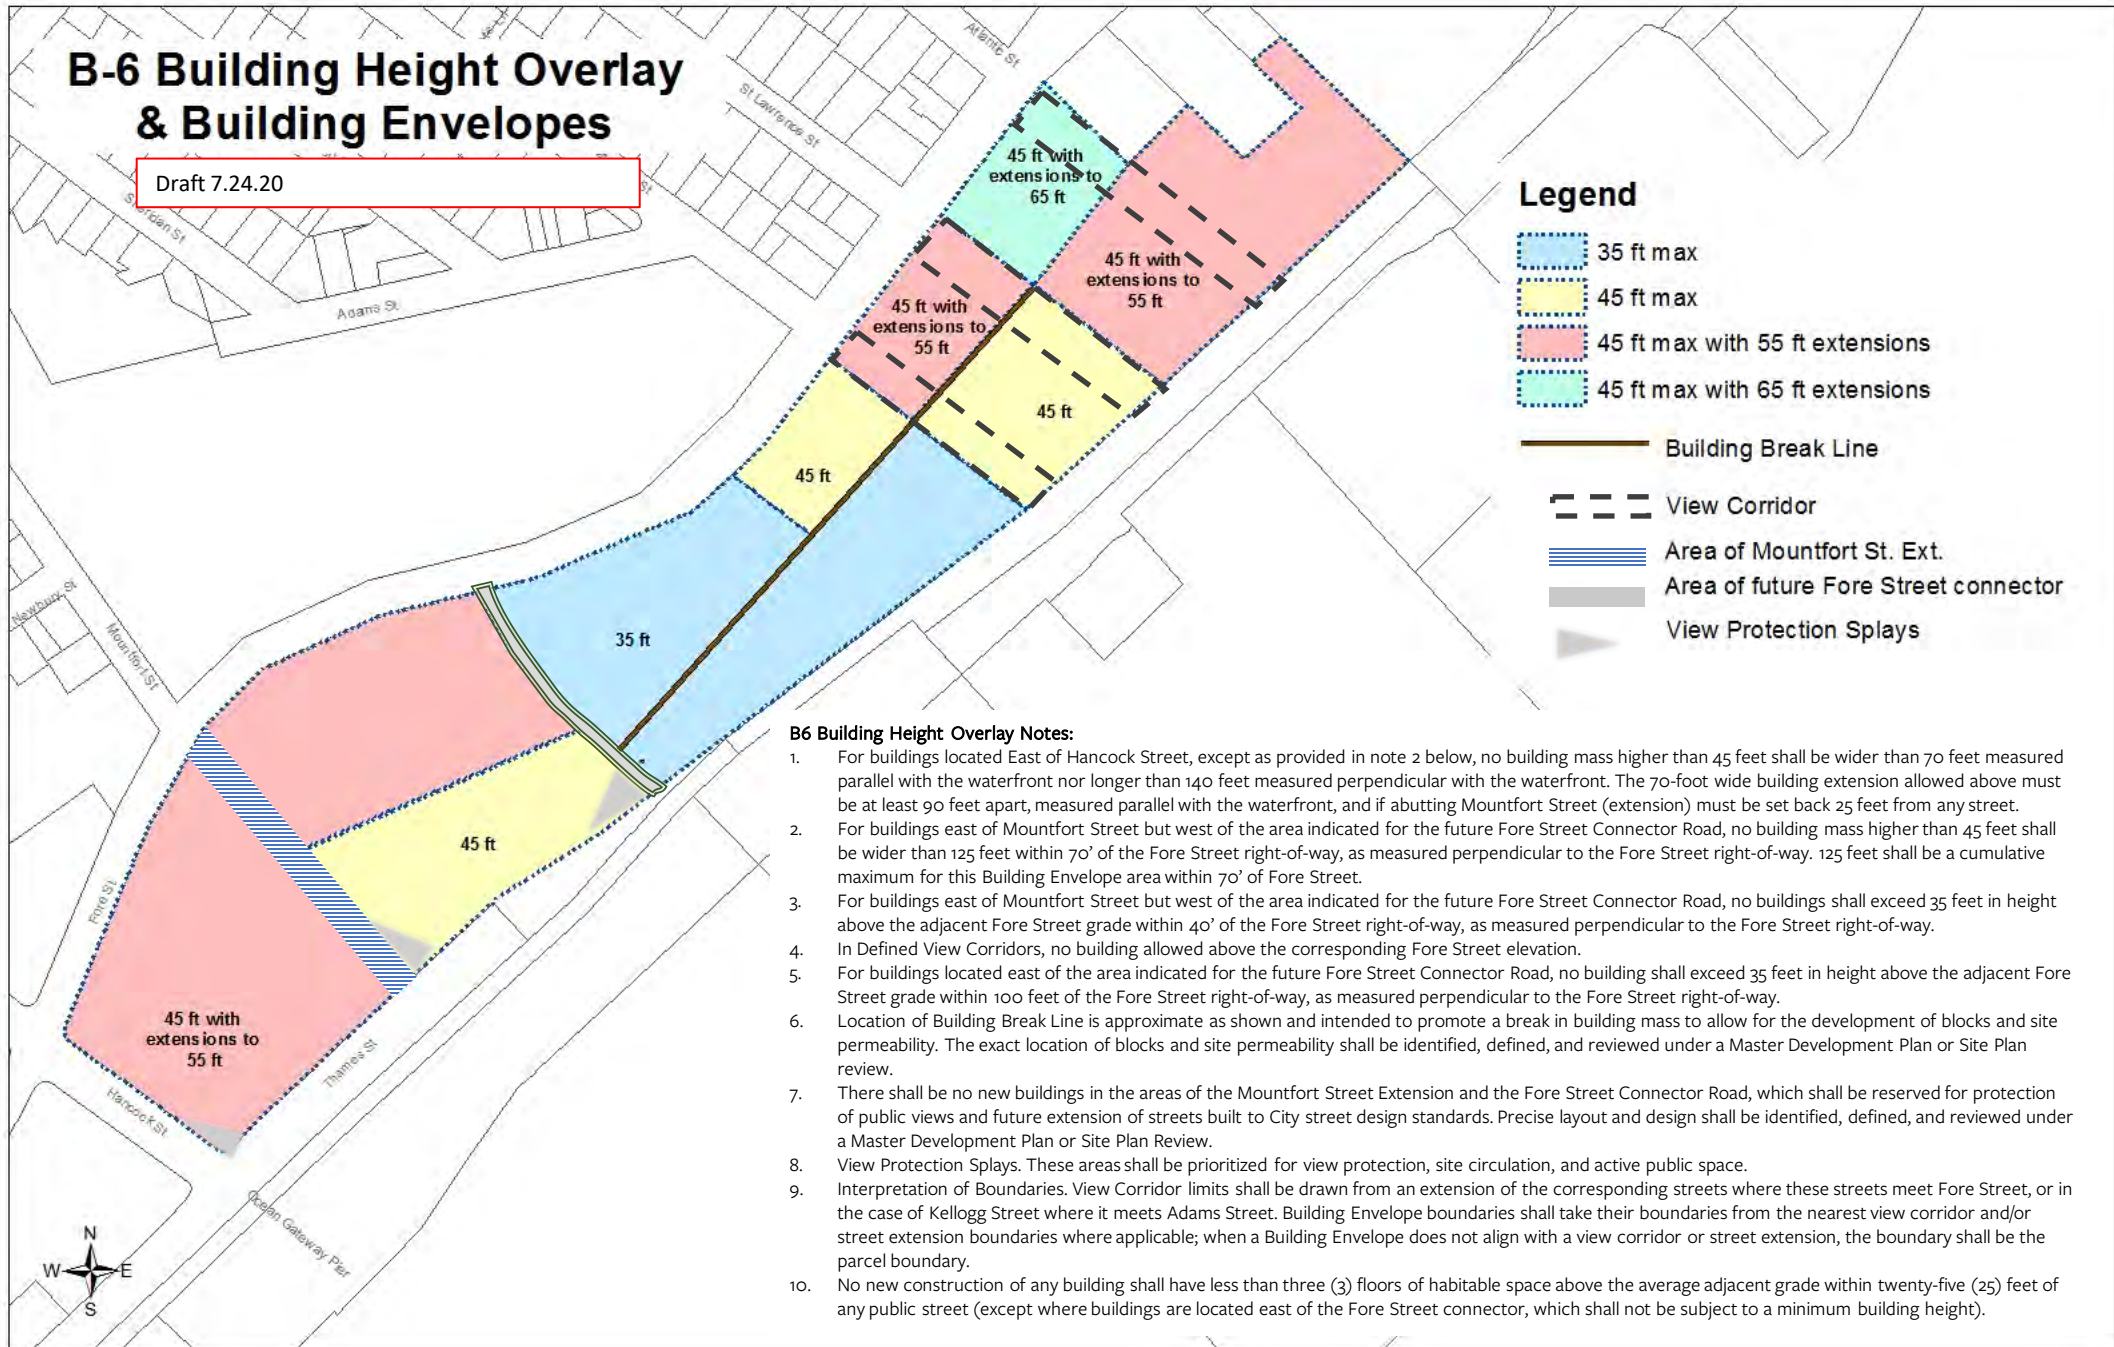 B-6 Building Height Overlay
& Building Envelopes
Draft 7.24.20
Atlantic St
St Lawrence St
St
Sheridan St
Adams St
45 ft with
extensions to
65 ft
45 ft with
extensions to
55 ft
45 ft with
extensions to
55 ft
45 ft
45 ft
35 ft
45 ft
45 ft with
extensions to
55 ft
Newbury St
Mountfort St
Fore St
Hancock St
Thames St
Ocean Gateway Pier
N
W E
S
Legend
35 ft max
45 ft max
45 ft max with 55 ft extensions
45 ft max with 65 ft extensions
Building Break Line
View Corridor
Area of Mountfort St. Ext.
Area of future Fore Street connector
View Protection Splays
B6 Building Height Overlay Notes:
1. For buildings located East of Hancock Street, except as provided in note 2 below, no building mass higher than 45 feet shall be wider than 70 feet measured
parallel with the waterfront nor longer than 140 feet measured perpendicular with the waterfront. The 70-foot wide building extension allowed above must
be at least 90 feet apart, measured parallel with the waterfront, and if abutting Mountfort Street (extension) must be set back 25 feet from any street.
2. For buildings east of Mountfort Street but west of the area indicated for the future Fore Street Connector Road, no building mass higher than 45 feet shall
be wider than 125 feet within 70' of the Fore Street right-of-way, as measured perpendicular to the Fore Street right-of-way. 125 feet shall be a cumulative
maximum for this Building Envelope area within 70' of Fore Street.
3. For buildings east of Mountfort Street but west of the area indicated for the future Fore Street Connector Road, no buildings shall exceed 35 feet in height
above the adjacent Fore Street grade within 40' of the Fore Street right-of-way, as measured perpendicular to the Fore Street right-of-way.
4. In Defined View Corridors, no building allowed above the corresponding Fore Street elevation.
5. For buildings located east of the area indicated for the future Fore Street Connector Road, no building shall exceed 35 feet in height above the adjacent Fore
Street grade within 100 feet of the Fore Street right-of-way, as measured perpendicular to the Fore Street right-of-way.
6. Location of Building Break Line is approximate as shown and intended to promote a break in building mass to allow for the development of blocks and site
permeability. The exact location of blocks and site permeability shall be identified, defined, and reviewed under a Master Development Plan or Site Plan
review.
7. There shall be no new buildings in the areas of the Mountfort Street Extension and the Fore Street Connector Road, which shall be reserved for protection
of public views and future extension of streets built to City street design standards. Precise layout and design shall be identified, defined, and reviewed under
a Master Development Plan or Site Plan Review.
8. View Protection Splays. These areas shall be prioritized for view protection, site circulation, and active public space.
9. Interpretation of Boundaries. View Corridor limits shall be drawn from an extension of the corresponding streets where these streets meet Fore Street, or in
the case of Kellogg Street where it meets Adams Street. Building Envelope boundaries shall take their boundaries from the nearest view corridor and/or
street extension boundaries where applicable; when a Building Envelope does not align with a view corridor or street extension, the boundary shall be the
parcel boundary.
10. No new construction of any building shall have less than three (3) floors of habitable space above the average adjacent grade within twenty-five (25) feet of
any public street (except where buildings are located east of the Fore Street connector, which shall not be subject to a minimum building height).